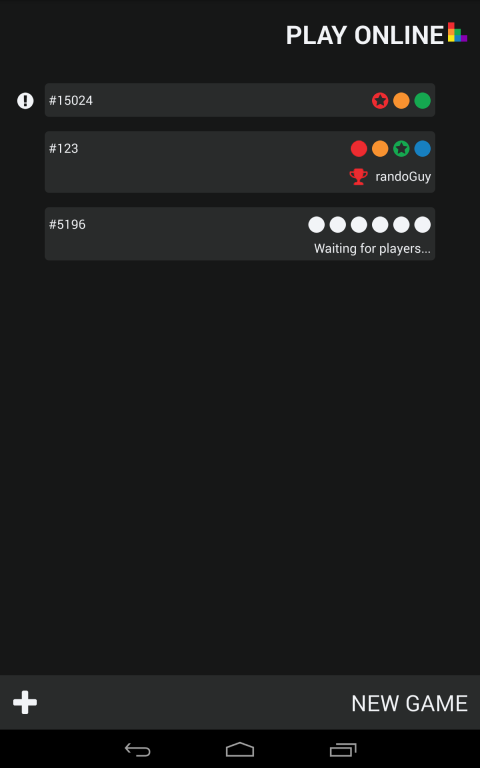 PLAY ONLINE
#15024
#123
randoGuy
#5196
Waiting for players...
NEW GAME